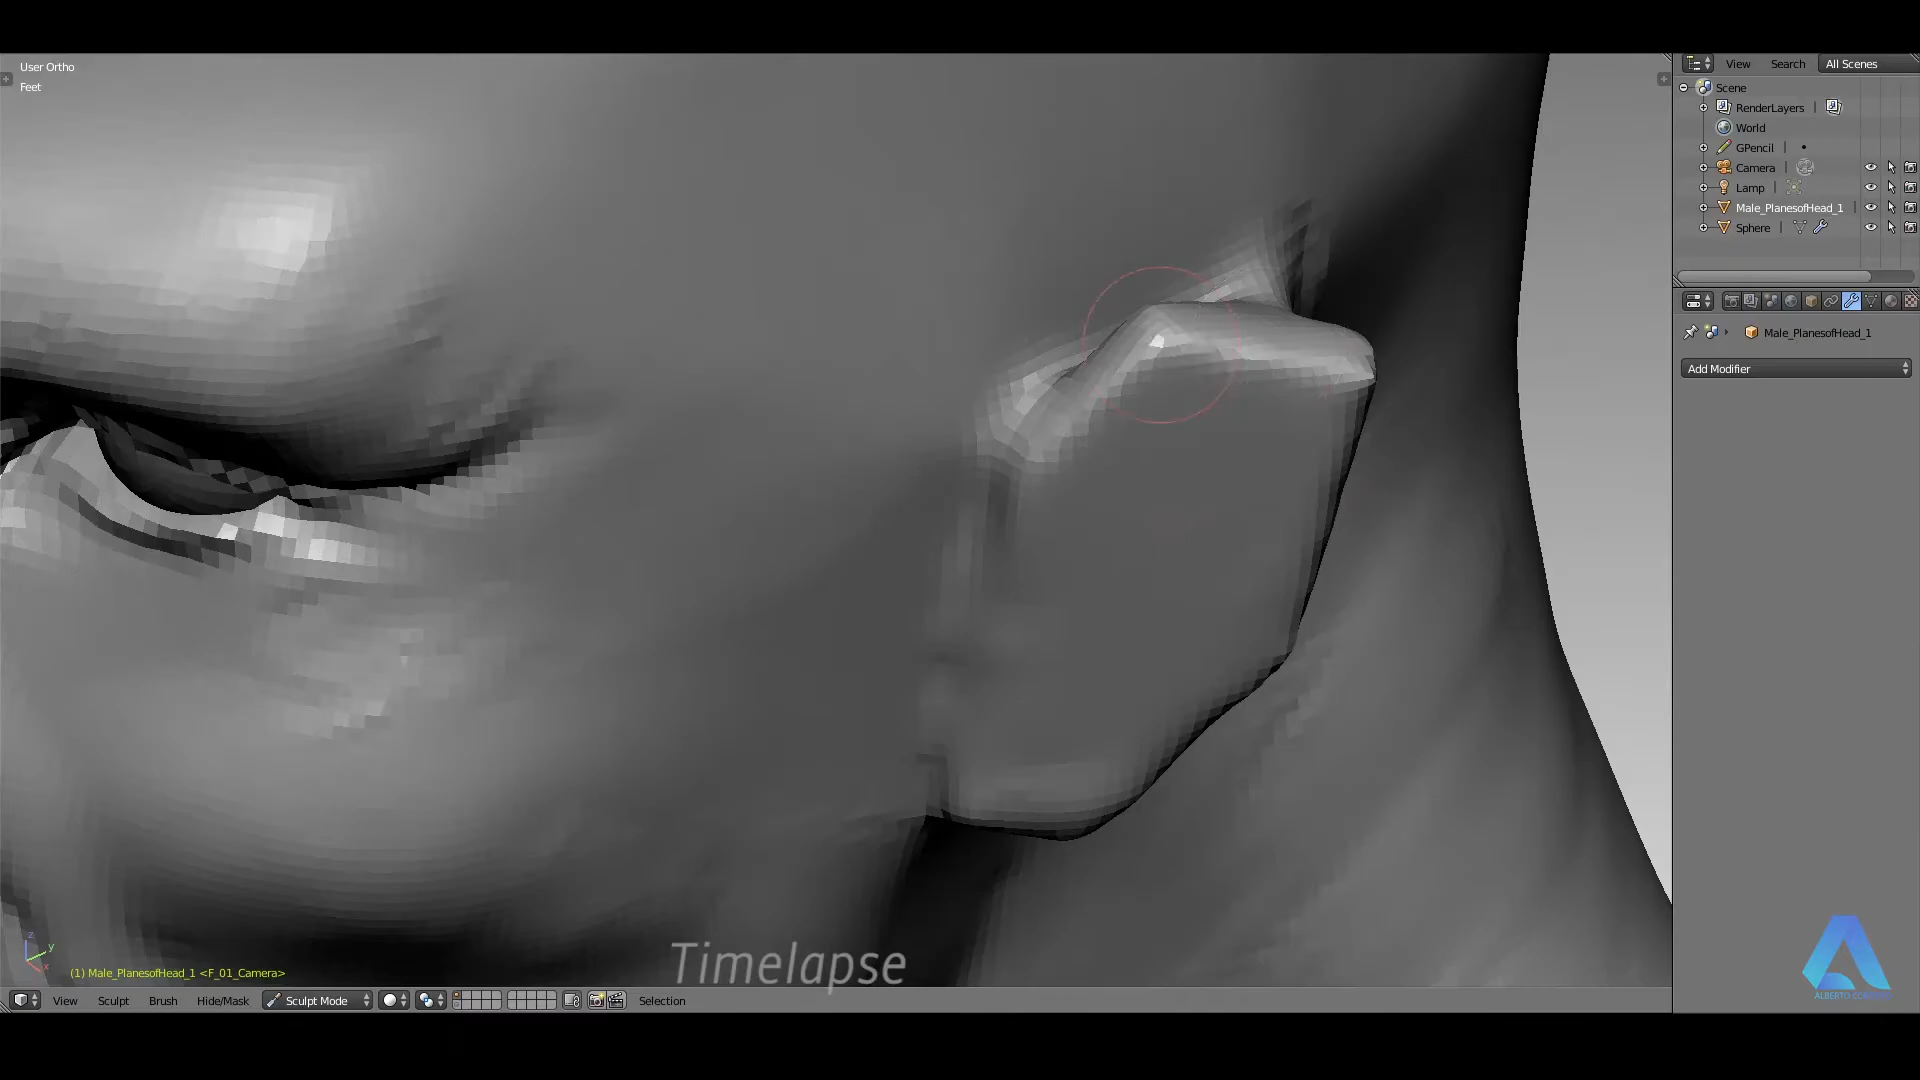 User Ortho
Feet
View Search All Scenes
Scene
RenderLayers
World
GPencil
Camera
Lamp
Male_PlanesofHead_1
Sphere
Male_PlanesofHead_1
Add Modifier
Timelapse
z
y
x
(1) Male_PlanesofHead_1 <F_01_Camera>
View Sculpt Brush Hide/Mask Sculpt Mode Selection
ALBERTO